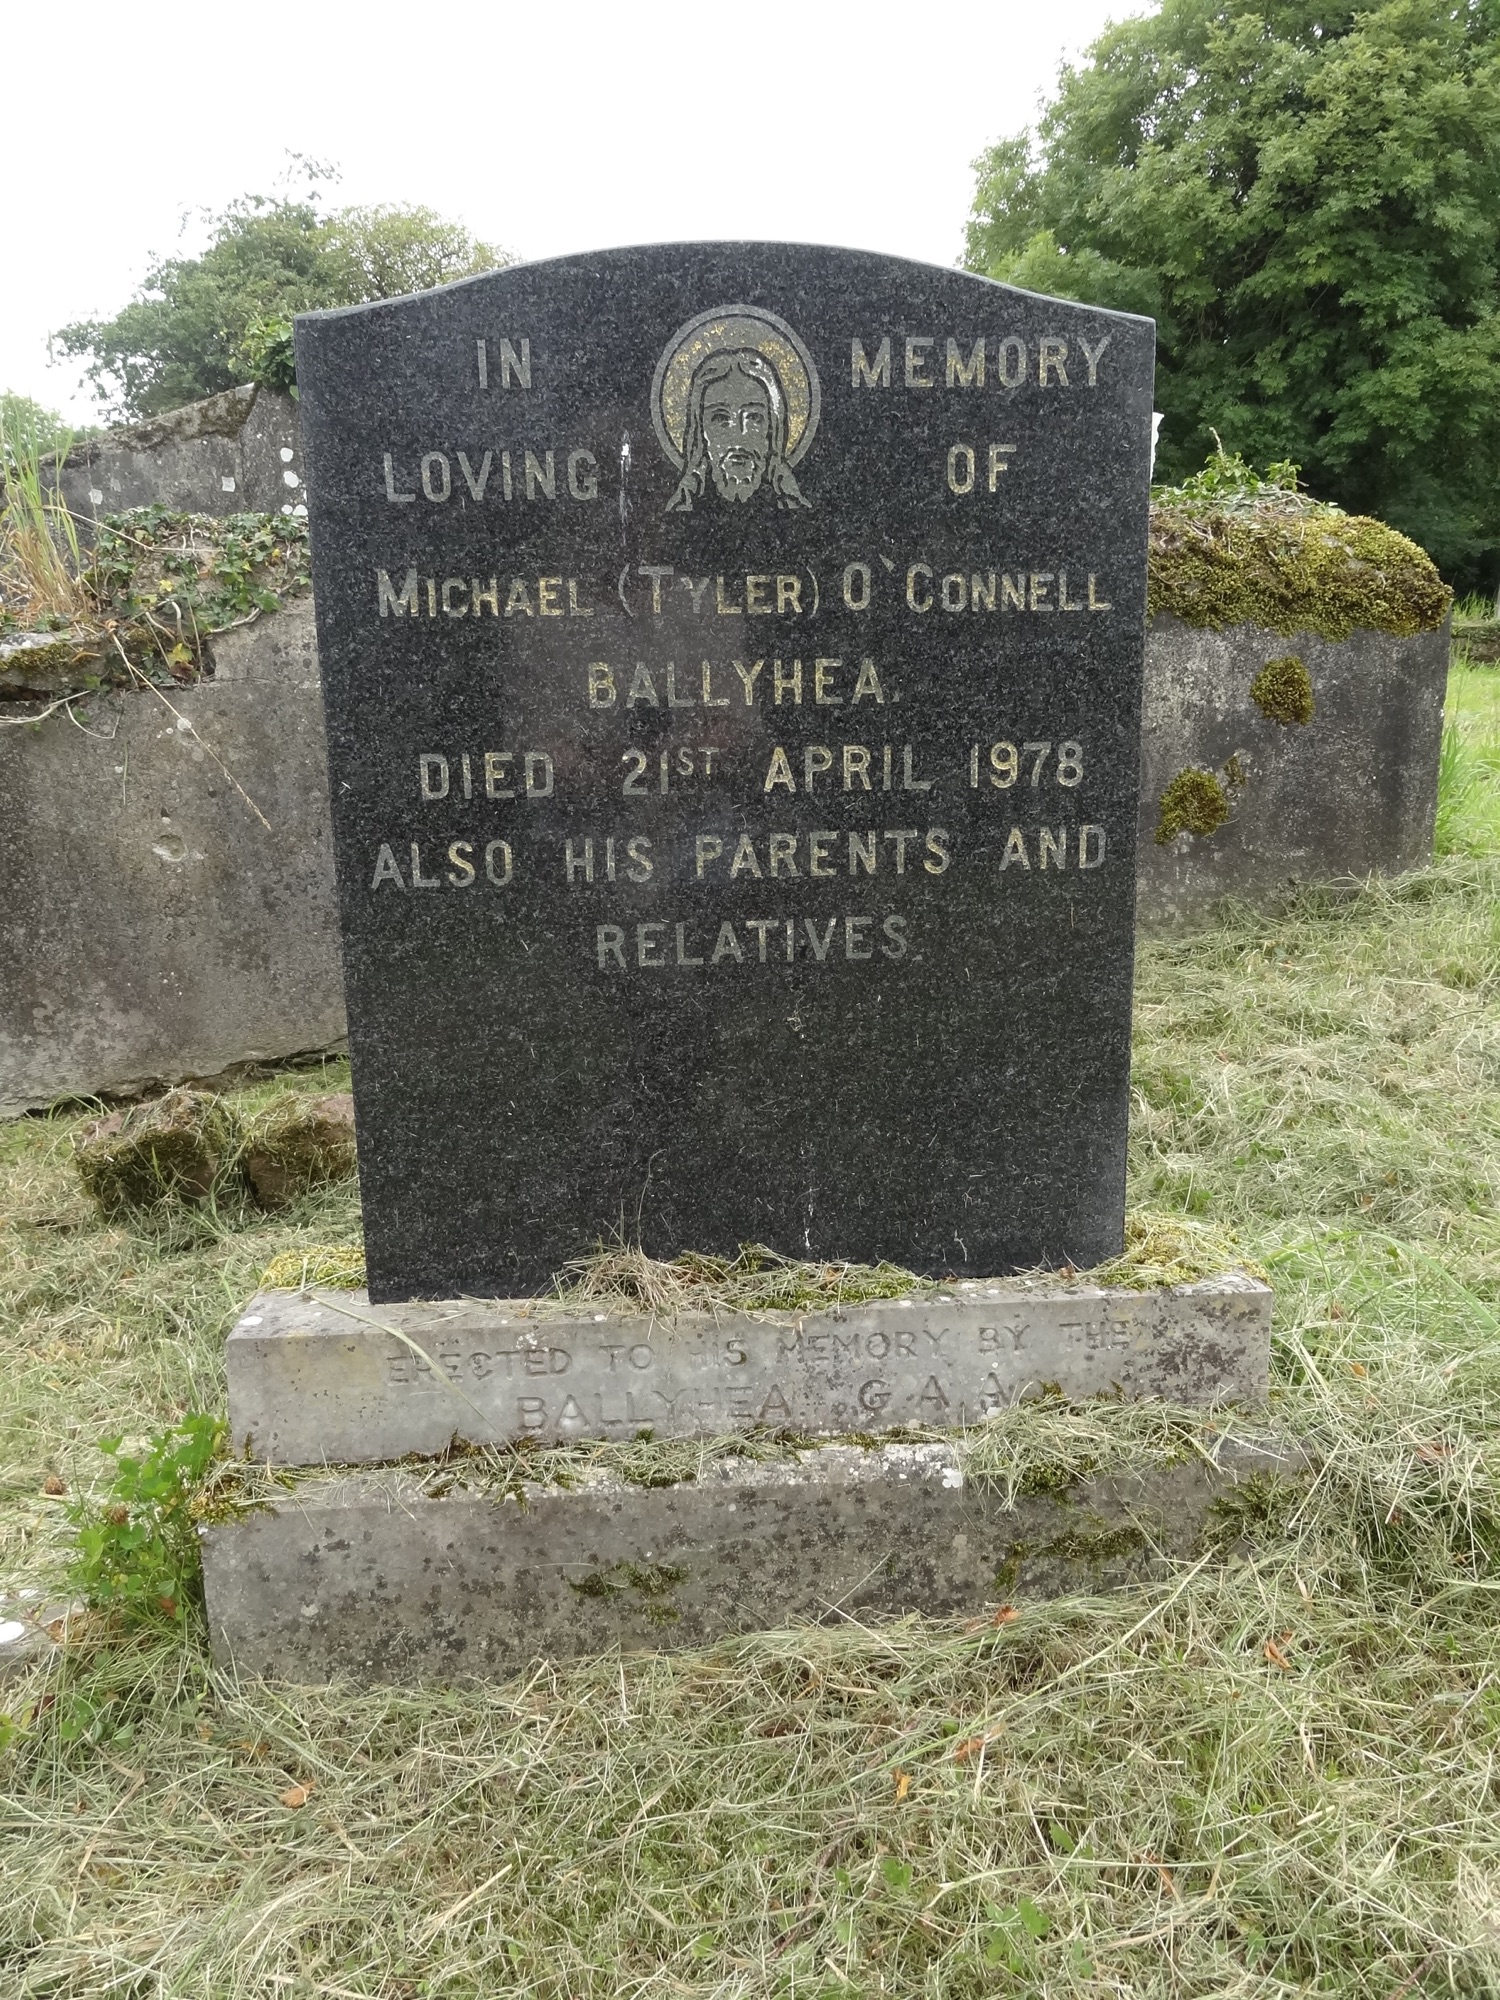 IN MEMORY
LOVING OF
MICHAEL (TYLER) O'CONNELL
BALLYHEA.
DIED 21ST APRIL 1978
ALSO HIS PARENTS AND
RELATIVES.
ERECTED TO HIS MEMORY BY THE
BALLYHEA G.A.A